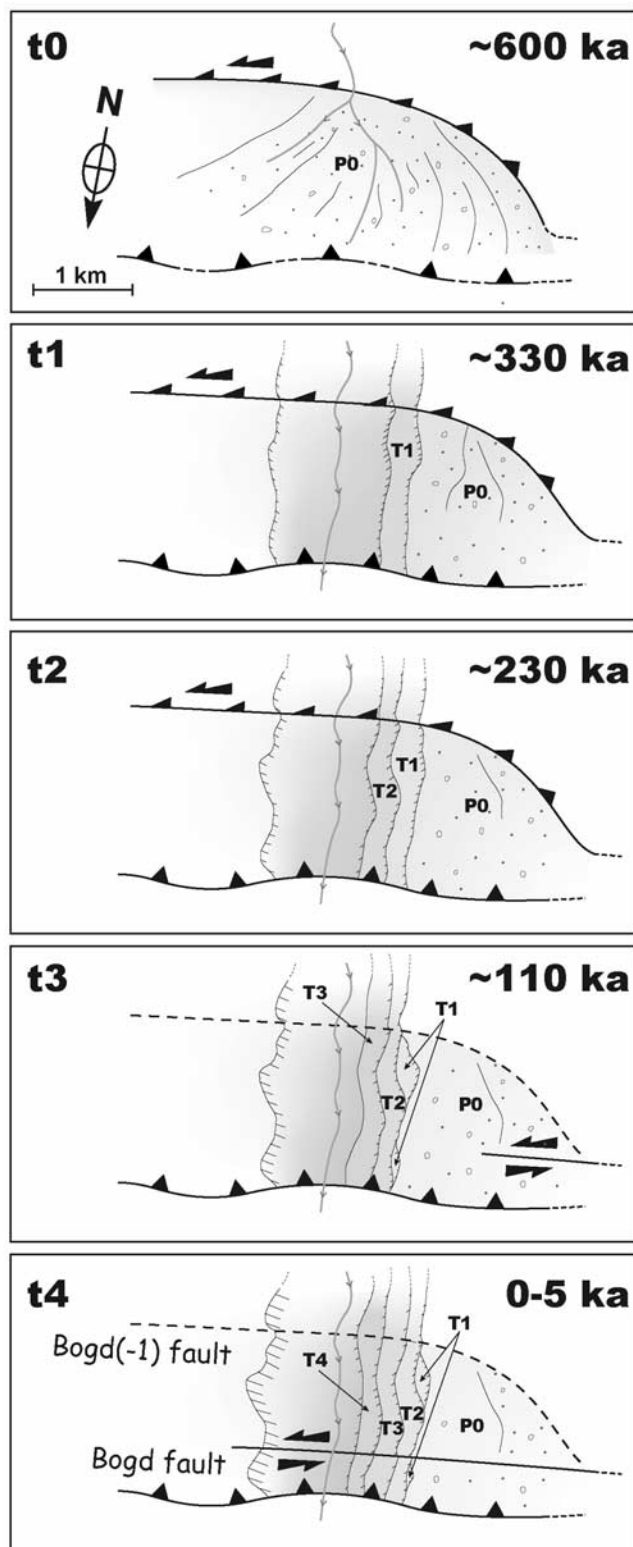 t0 ~600 ka
N
P0
1 km
t1 ~330 ka
T1
P0
t2 ~230 ka
T1
T2
P0
t3 ~110 ka
T3 T1
T2 P0
t4 0-5 ka
T1
Bogd(-1) fault
T4
T2 P0
T3
Bogd fault